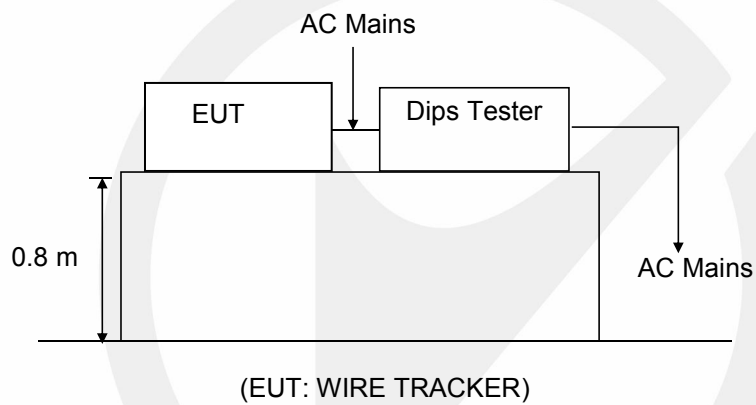 AC Mains
EUT
Dips Tester
0.8 m
AC Mains
(EUT: WIRE TRACKER)